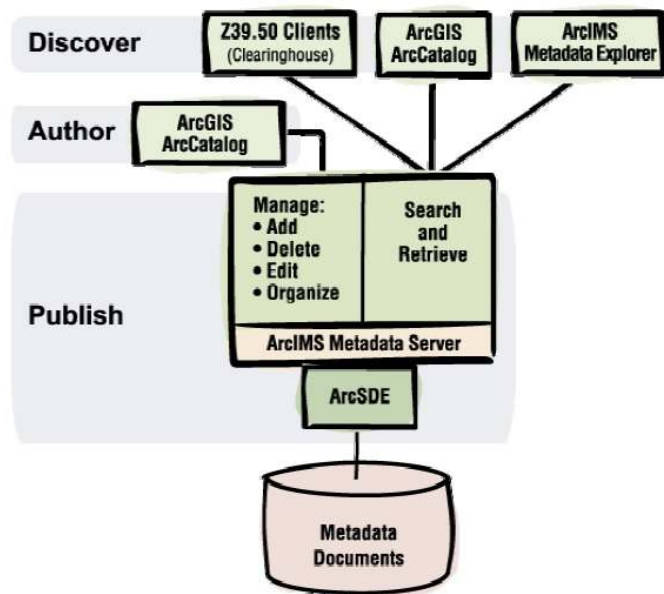 Discover
Z39.50 Clients
(Clearinghouse)
ArcGIS
ArcCatalog
ArcIMS
Metadata Explorer
Author
ArcGIS
ArcCatalog
Publish
Manage:
• Add
• Delete
• Edit
• Organize
Search
and
Retrieve
ArcIMS Metadata Server
ArcSDE
Metadata
Documents